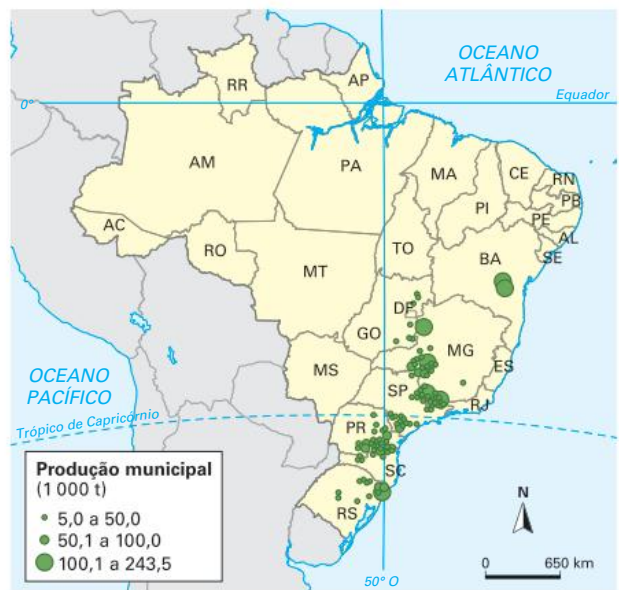 OCEANO
ATLÂNTICO
RR
AP
0°
Equador
AM
PA
MA
CE
RN
PB
PI
PE
AL
SE
AC
RO
TO
BA
MT
DF
GO
MG
ES
MS
OCEANO
PACÍFICO
SP
RJ
Trópico de Capricórnio
PR
SC
RS
Produção municipal
(1 000 t)
5,0 a 50,0
50,1 a 100,0
100,1 a 243,5
N
0
650 km
50° O